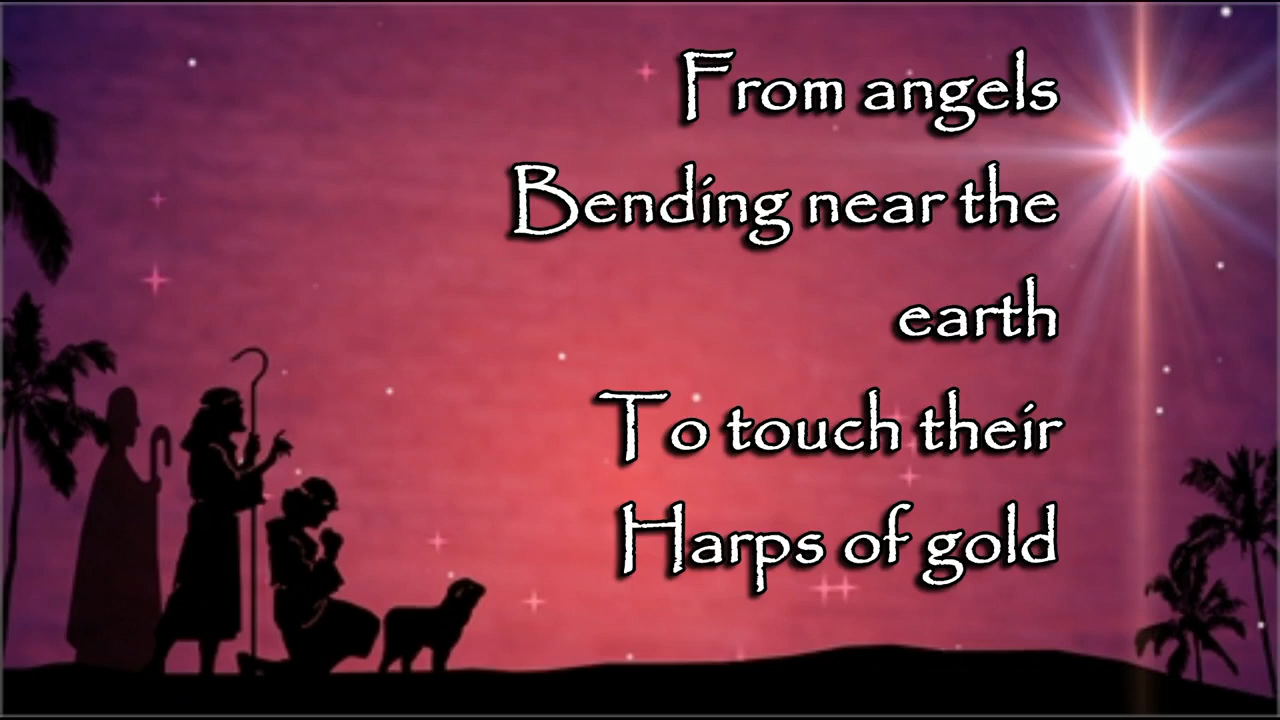 From angels
Bending near the
earth
To touch their
Harps of gold